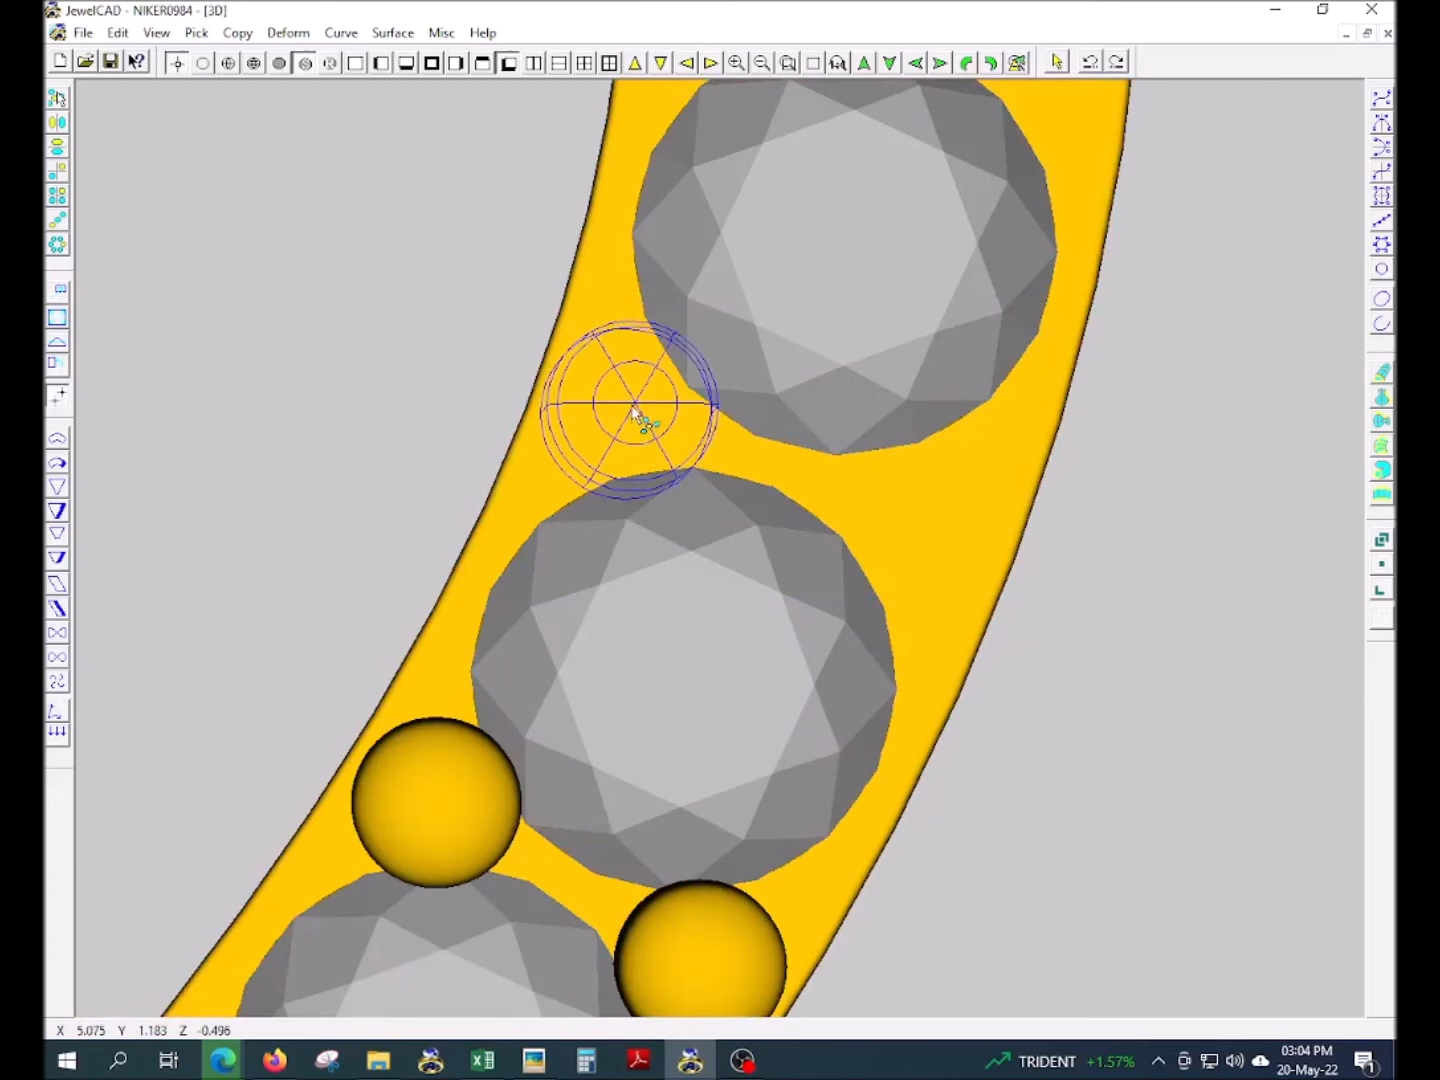 JewelCAD - NIKER0984 - [3D]
File Edit View Pick Copy Deform Curve Surface Misc Help
X 5.075 Y 1.183 Z -0.496
TRIDENT +1.57%
03:04 PM
20-May-22
1